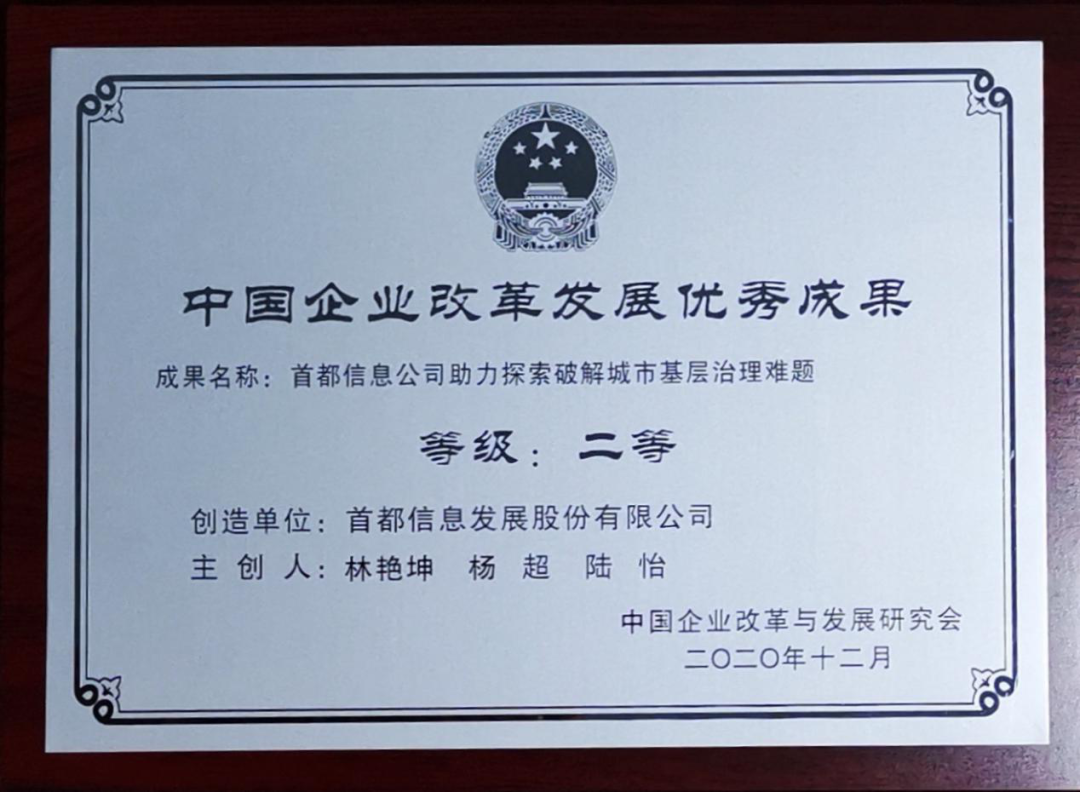 中国企业改革发展优秀成果
成果名称：首都信息公司助力探索破解城市基层治理难题
等级：二等
创造单位：首都信息发展股份有限公司
主 创 人：林艳坤 杨 超 陆 怡
中国企业改革与发展研究会
二〇二〇年十二月